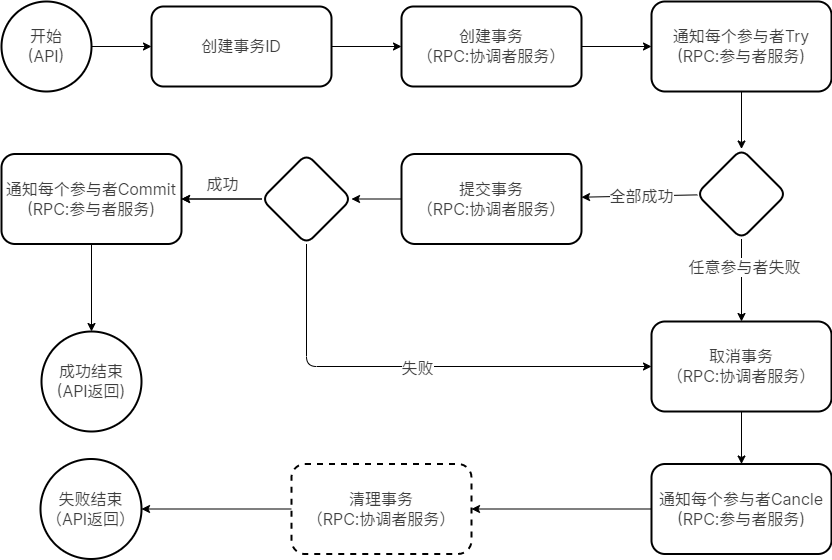 开始
(API)
创建事务ID
创建事务
（RPC:协调者服务）
通知每个参与者Try
(RPC:参与者服务)
通知每个参与者Commit
(RPC:参与者服务)
成功
提交事务
（RPC:协调者服务）
全部成功
任意参与者失败
成功结束
(API返回)
失败
取消事务
（RPC:协调者服务）
失败结束
（API返回）
清理事务
（RPC:协调者服务）
通知每个参与者Cancle
(RPC:参与者服务)